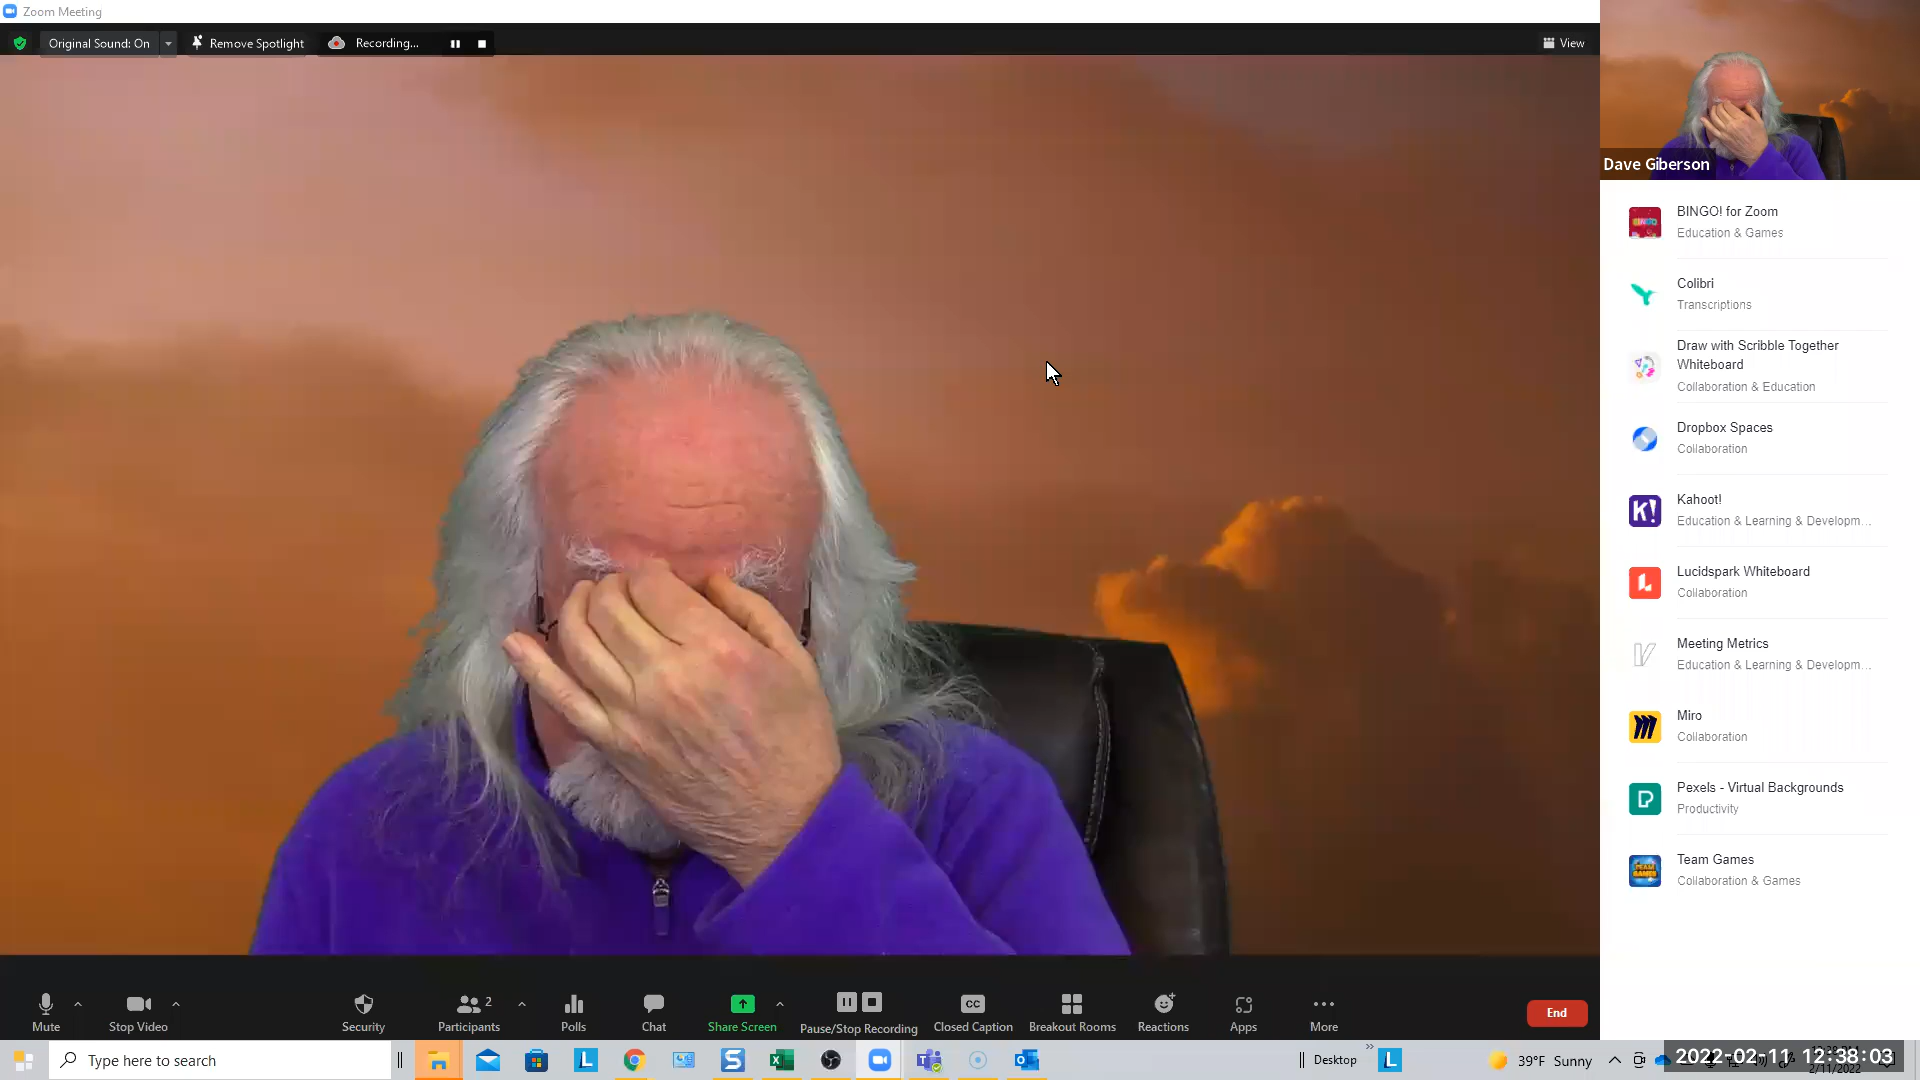 Zoom Meeting
Original Sound: On
Remove Spotlight
Recording...
View
Dave Giberson
BINGO! for Zoom
Education & Games
Colibri
Transcriptions
Draw with Scribble Together
Whiteboard
Collaboration & Education
Dropbox Spaces
Collaboration
K!
Kahoot!
Education & Learning & Developm...
Lucidspark Whiteboard
Collaboration
Meeting Metrics
Education & Learning & Developm...
Miro
Collaboration
Pexels - Virtual Backgrounds
Productivity
Team Games
Collaboration & Games
Mute
Stop Video
Security
2
Participants
Polls
Chat
Share Screen
Pause/Stop Recording
CC
Closed Caption
Breakout Rooms
Reactions
Apps
More
End
Type here to search
Desktop
39°F Sunny
2022-02-11 12:38:03
2/11/2022